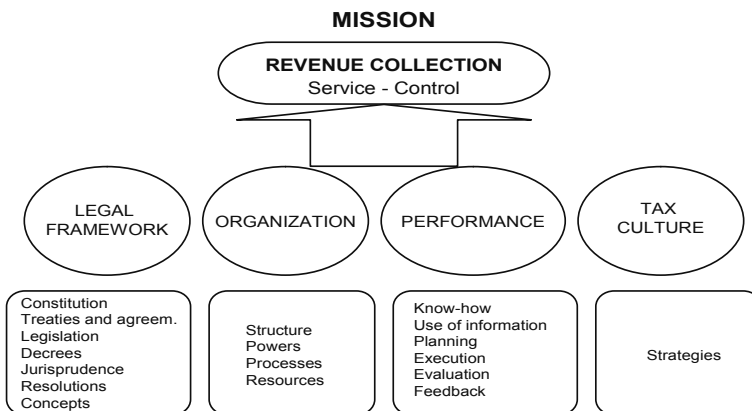 MISSION
REVENUE COLLECTION
Service - Control
LEGAL
FRAMEWORK
ORGANIZATION
PERFORMANCE
TAX
CULTURE
Constitution
Treaties and agreem.
Legislation
Decrees
Jurisprudence
Resolutions
Concepts
Structure
Powers
Processes
Resources
Know-how
Use of information
Planning
Execution
Evaluation
Feedback
Strategies